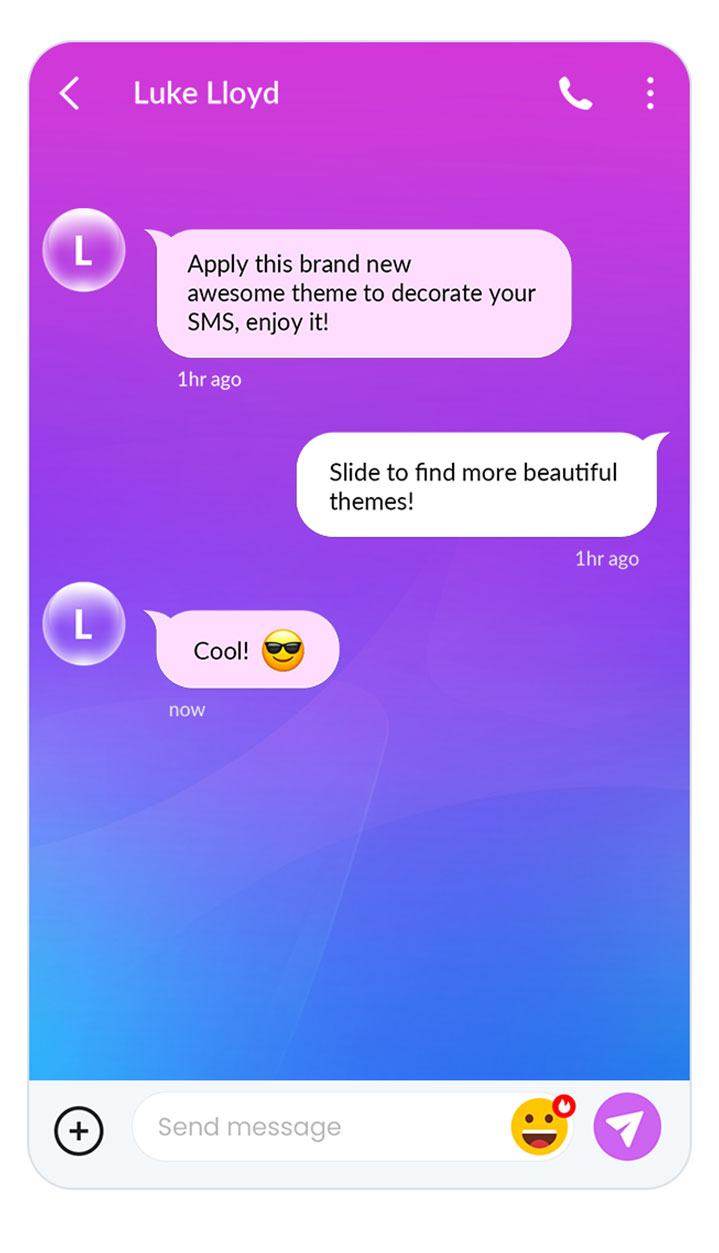 Luke Lloyd
L
Apply this brand new
awesome theme to decorate your
SMS, enjoy it!
1hr ago
Slide to find more beautiful
themes!
1hr ago
L
Cool! 😎
now
Send message